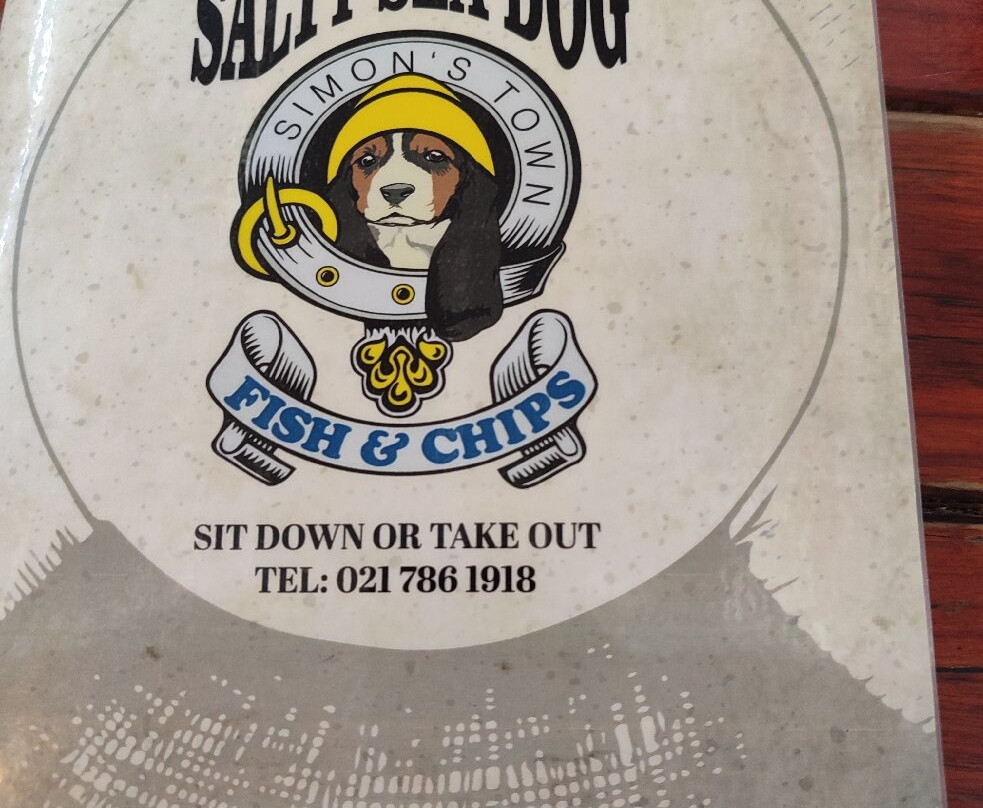 SALTY SEA DOG
SIMON'S TOWN
FISH & CHIPS
SIT DOWN OR TAKE OUT
TEL: 021 786 1918